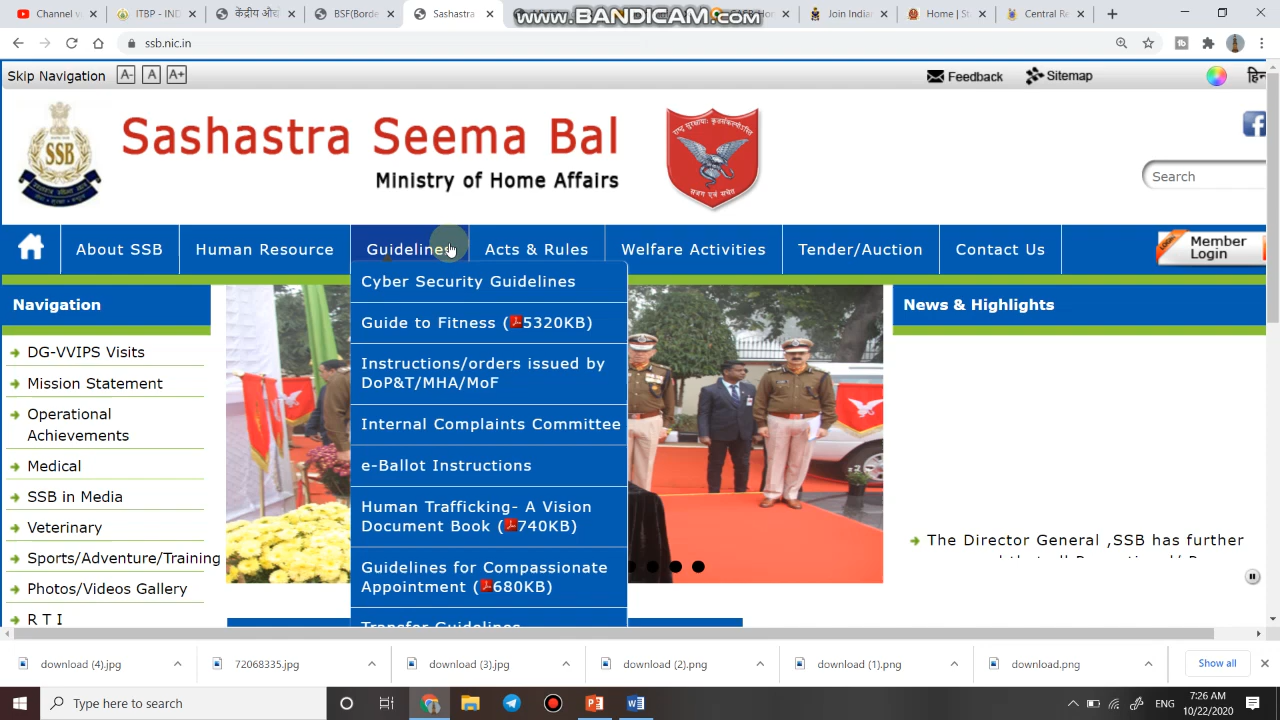 Channel v
ITBP - IND
केंद्रीय रीर्च
BSF(Borde
Sashastra
www.BANDICAM.com
Join Indian
Home | St
Central Re
ssb.nic.in
Skip Navigation A- A A+
Feedback
Sitemap
हिन
SSB
Sashastra Seema Bal
Ministry of Home Affairs
Search
About SSB
Human Resource
Guidelines
Acts & Rules
Welfare Activities
Tender/Auction
Contact Us
Member
Login
Navigation
DG-VVIPS Visits
Mission Statement
Operational
Achievements
Medical
SSB in Media
Veterinary
Sports/Adventure/Training
Photos/Videos Gallery
R T I
Cyber Security Guidelines
Guide to Fitness (5320KB)
Instructions/orders issued by
DoP&T/MHA/MoF
Internal Complaints Committee
e-Ballot Instructions
Human Trafficking- A Vision
Document Book (740KB)
Guidelines for Compassionate
Appointment (680KB)
Transfer Guidelines
News & Highlights
The Director General ,SSB has further
download (4).jpg
72068335.jpg
download (3).jpg
download (2).png
download (1).png
download.png
Show all
Type here to search
ENG
7:26 AM
10/22/2020